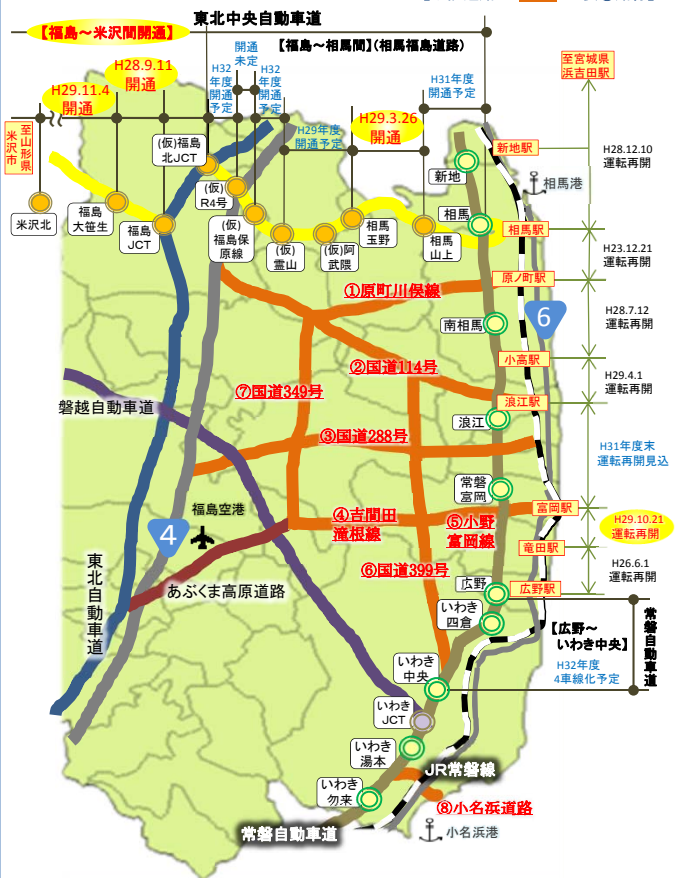 東北中央自動車道
【福島～米沢間開通】
【福島～相馬間】(相馬福島道路)
H29.11.4
開通
H28.9.11
開通
H32
年度
開通
予定
開通
未定
H32
年度
開通
予定
H29年度
開通予定
H29.3.26
開通
H31年度
開通予定
至宮城県
浜吉田駅
至山形県
米沢市
米沢北
福島
大笹生
福島
JCT
(仮)福島
北JCT
(仮)
R4号
(仮)
福島保
原線
(仮)
霊山
(仮)阿
武隈
相馬
玉野
相馬
山上
新地
相馬
新地駅
相馬港
相馬駅
原ノ町駅
H28.12.10
運転再開
H23.12.21
運転再開
H28.7.12
運転再開
小高駅
H29.4.1
運転再開
浪江駅
H31年度末
運転再開見込
富岡駅
H29.10.21
運転再開
竜田駅
H26.6.1
運転再開
広野駅
①原町川俣線
6
南相馬
②国道114号
⑦国道349号
浪江
磐越自動車道
③国道288号
常磐
富岡
福島空港
4
④吉間田
滝根線
⑤小野
富岡線
⑥国道399号
あぶくま高原道路
東北自動車道
広野
いわき
四倉
【広野～
いわき中央】
H32年度
4車線化予定
常磐自動車道
いわき
中央
いわき
JCT
いわき
湯本
JR常磐線
いわき
勿来
⑧小名浜道路
常磐自動車道
小名浜港